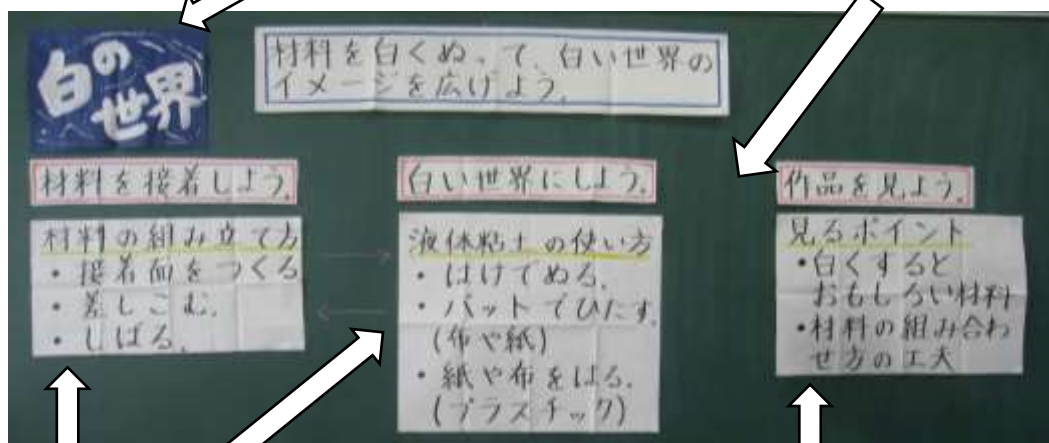 白の
世界
材料を白くぬって、白い世界の
イメージを広げよう。
材料を接着しよう。
材料の組み立て方
・接着面をつくる
・差しこむ。
・しばる。
白い世界にしよう。
液体粘土の使い方
・はけでぬる。
・バットでひたす。
(布や紙)
・紙や布をはる。
(プラスチック)
作品を見よう。
見るポイント
・白くすると
おもしろい材料
・材料の組み合わ
せ方の工夫